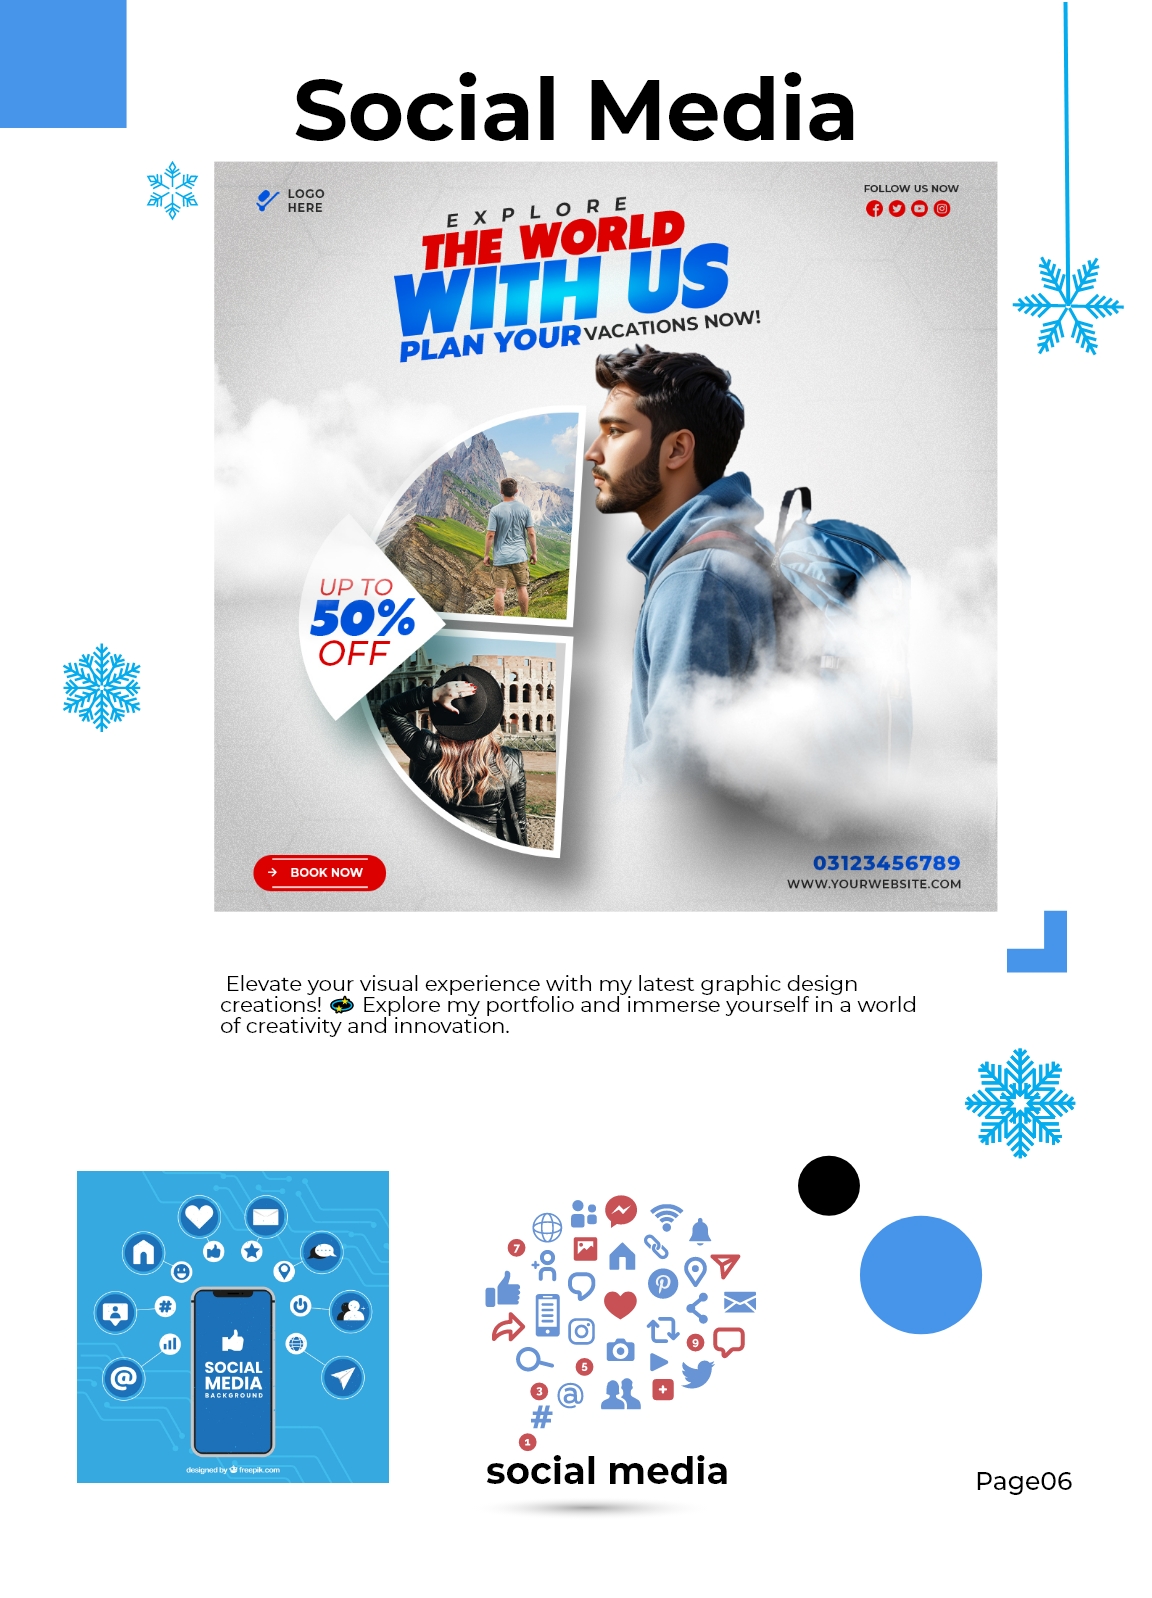 Social Media
LOGO
HERE
FOLLOW US NOW
EXPLORE
THE WORLD
WITH US
PLAN YOUR VACATIONS NOW!
UP TO
50%
OFF
BOOK NOW
03123456789
WWW.YOURWEBSITE.COM
Elevate your visual experience with my latest graphic design
creations! 💫 Explore my portfolio and immerse yourself in a world
of creativity and innovation.
SOCIAL
MEDIA
BACKGROUND
designed by freepik.com
7
9
5
3
@
#
1
social media
Page06